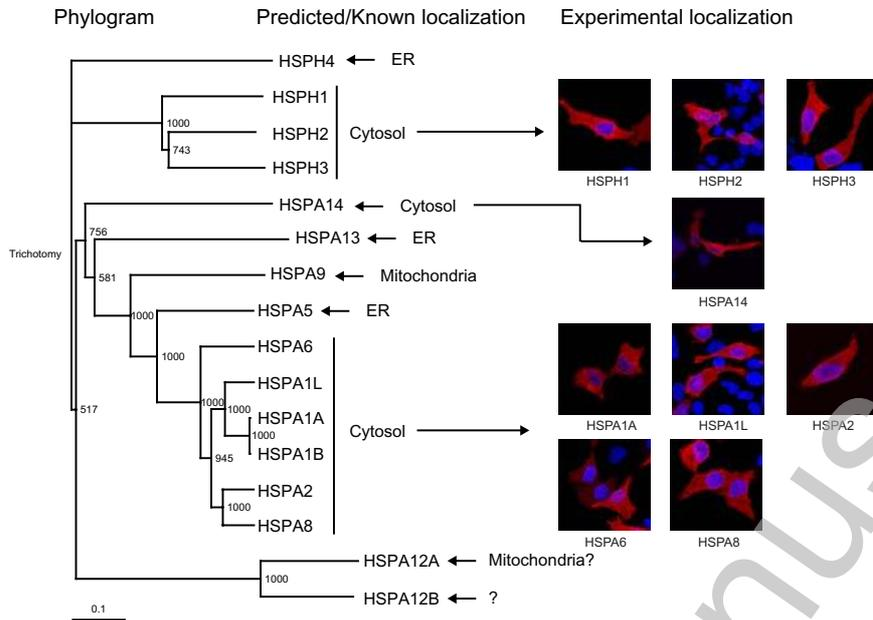 Phylogram Predicted/Known localization Experimental localization
HSPH4 ER
HSPH1
1000
HSPH2 Cytosol
743
HSPH3
HSPH1 HSPH2 HSPH3
HSPA14 Cytosol
756
Trichotomy
HSPA13 ER
581
HSPA9 Mitochondria
HSPA14
1000
HSPA5 ER
1000
HSPA6
HSPA1L
1000 1000
HSPA1A
HSPA1A HSPA1L HSPA2
517
Cytosol
1000
HSPA1B
945
HSPA2
1000
HSPA8
HSPA6 HSPA8
HSPA12A Mitochondria?
1000
HSPA12B ?
0.1